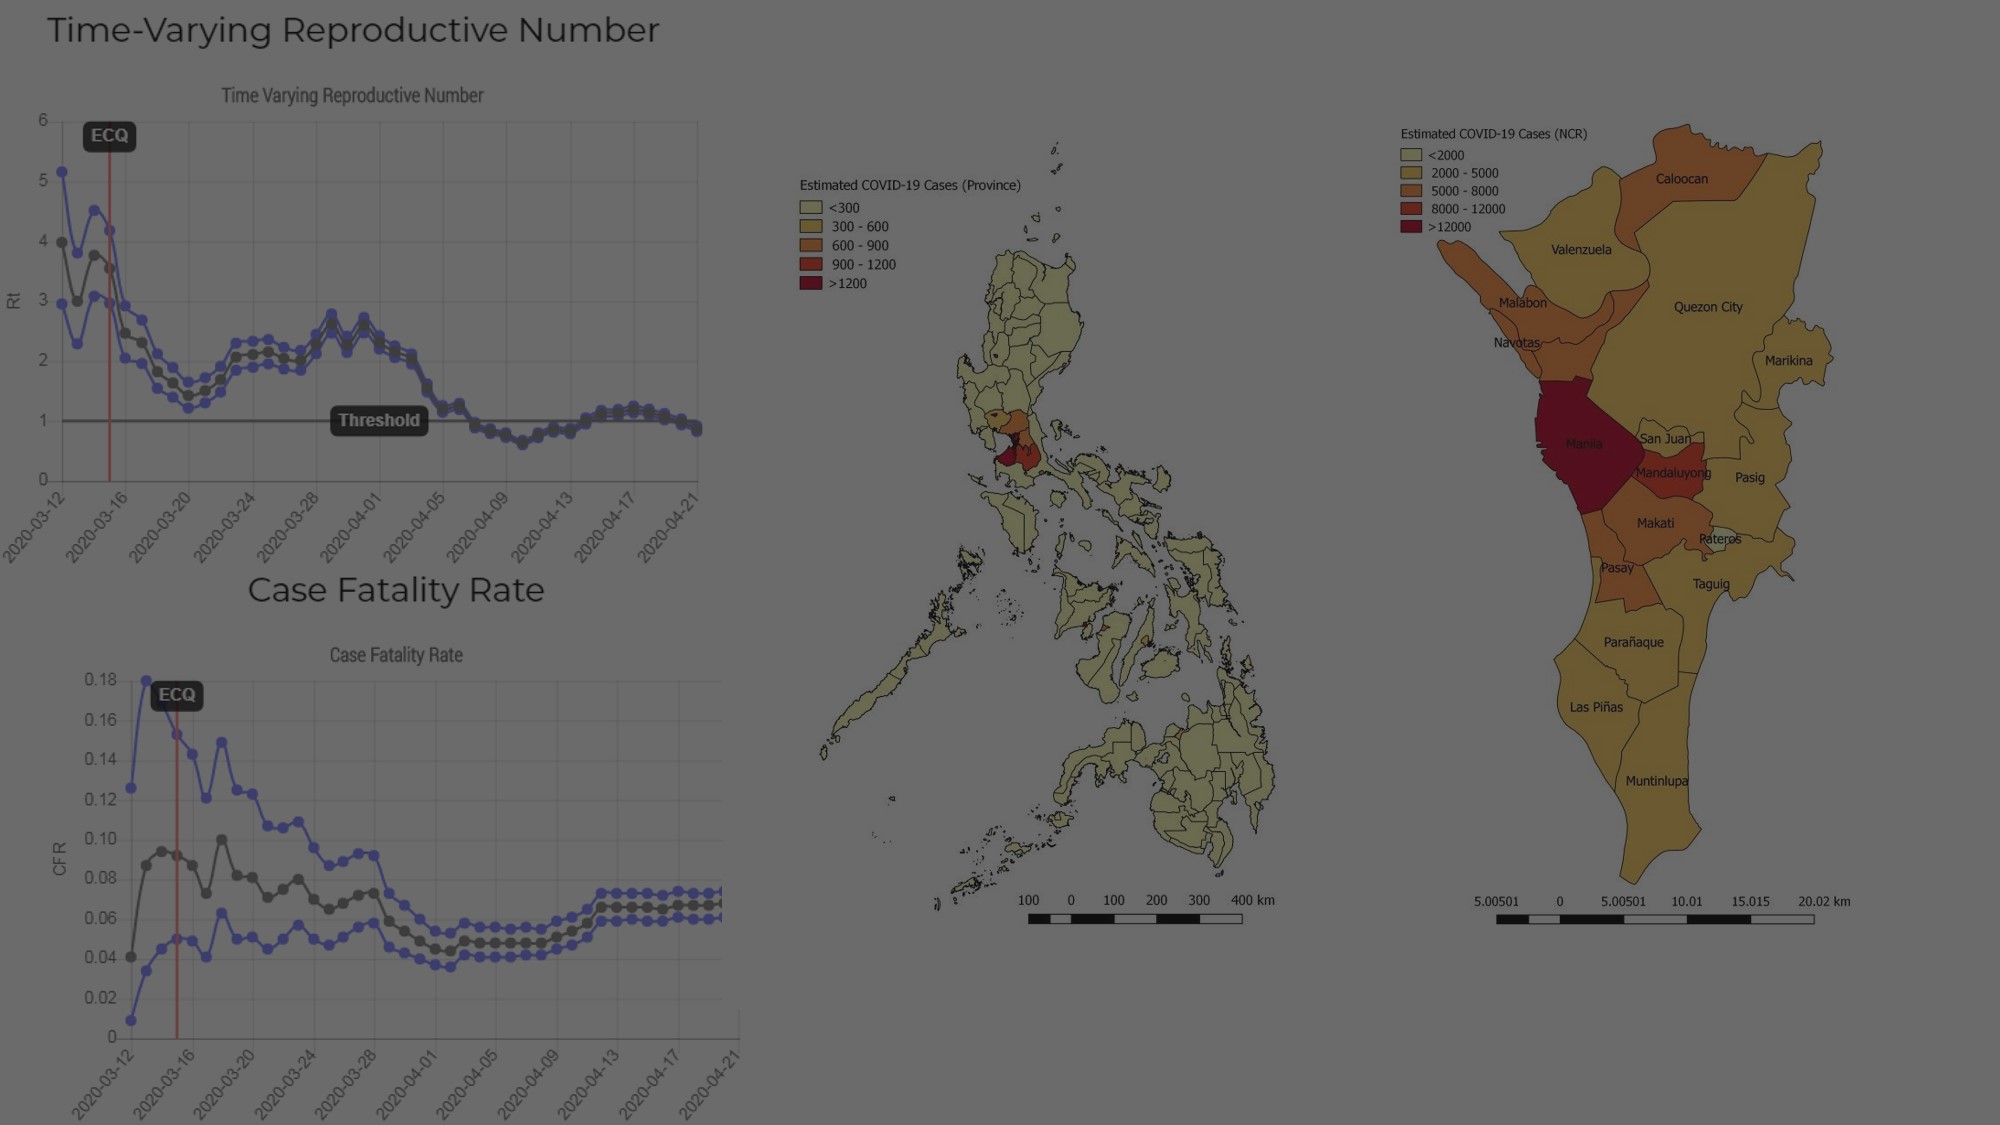 Time-Varying Reproductive Number
Time Varying Reproductive Number
6
ECQ
5
4
3
Rt
2
1
Threshold
0
2020-03-12
2020-03-16
2020-03-20
2020-03-24
2020-03-28
2020-04-01
2020-04-05
2020-04-09
2020-04-13
2020-04-17
2020-04-21
Case Fatality Rate
Case Fatality Rate
0.18
ECQ
0.16
0.14
0.12
0.10
CFR
0.08
0.06
0.04
0.02
0
2020-03-12
2020-03-16
2020-03-20
2020-03-24
2020-03-28
2020-04-01
2020-04-05
2020-04-09
2020-04-13
2020-04-17
2020-04-21
Estimated COVID-19 Cases (Province)
<300
300 - 600
600 - 900
900 - 1200
>1200
100 0 100 200 300 400 km
Estimated COVID-19 Cases (NCR)
<2000
2000 - 5000
5000 - 8000
8000 - 12000
>12000
Caloocan
Valenzuela
Malabon
Quezon City
Navotas
Marikina
San Juan
Manila
Mandaluyong
Pasig
Makati
Pateros
Pasay
Taguig
Parañaque
Las Piñas
Muntinlupa
5.00501 0 5.00501 10.01 15.015 20.02 km